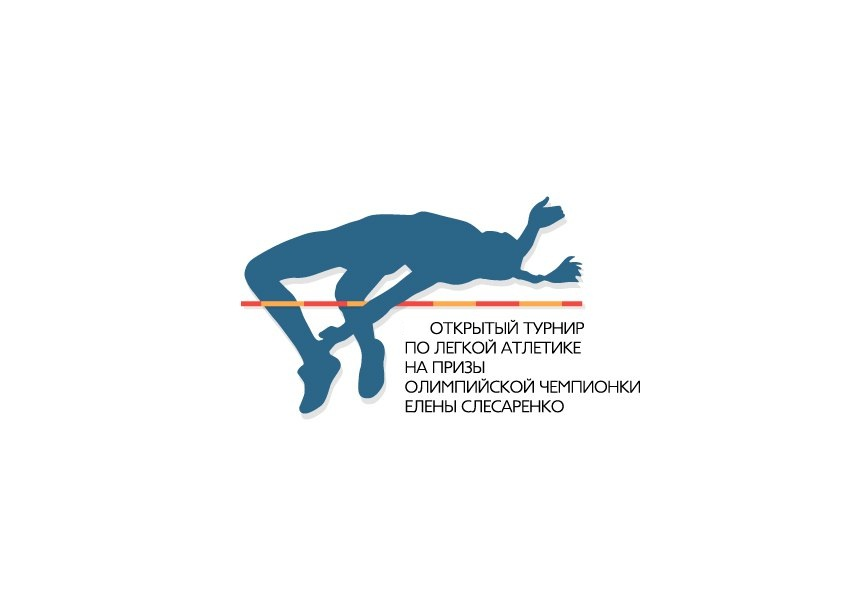 ОТКРЫТЫЙ ТУРНИР
ПО ЛЕГКОЙ АТЛЕТИКЕ
НА ПРИЗЫ
ОЛИМПИЙСКОЙ ЧЕМПИОНКИ
ЕЛЕНЫ СЛЕСАРЕНКО